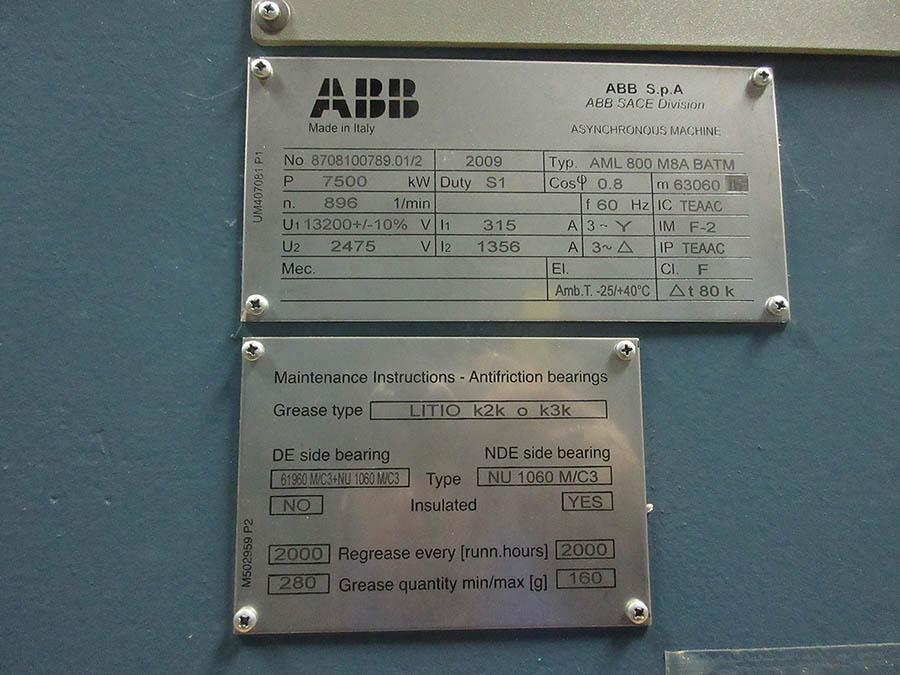 ABB
Made in Italy
ABB S.p.A
ABB SACE Division
ASYNCHRONOUS MACHINE
UM407081 P1
No 8708100789.01/2 2009 Typ. AML 800 M8A BATM
P 7500 kW Duty S1 Cosφ 0.8 m 63060
n. 896 1/min f 60 Hz IC TEAAC
U1 13200+/-10% V I1 315 A 3 ~ Y IM F-2
U2 2475 V I2 1356 A 3~ △ IP TEAAC
Mec. El. Cl. F
Amb.T. -25/+40°C △t 80 k
Maintenance Instructions - Antifriction bearings
Grease type LITIO k2k o k3k
DE side bearing NDE side bearing
61960 M/C3+NU 1060 M/C3 Type NU 1060 M/C3
NO Insulated YES
2000 Regrease every [runn.hours] 2000
280 Grease quantity min/max [g] 160
M502959 P2